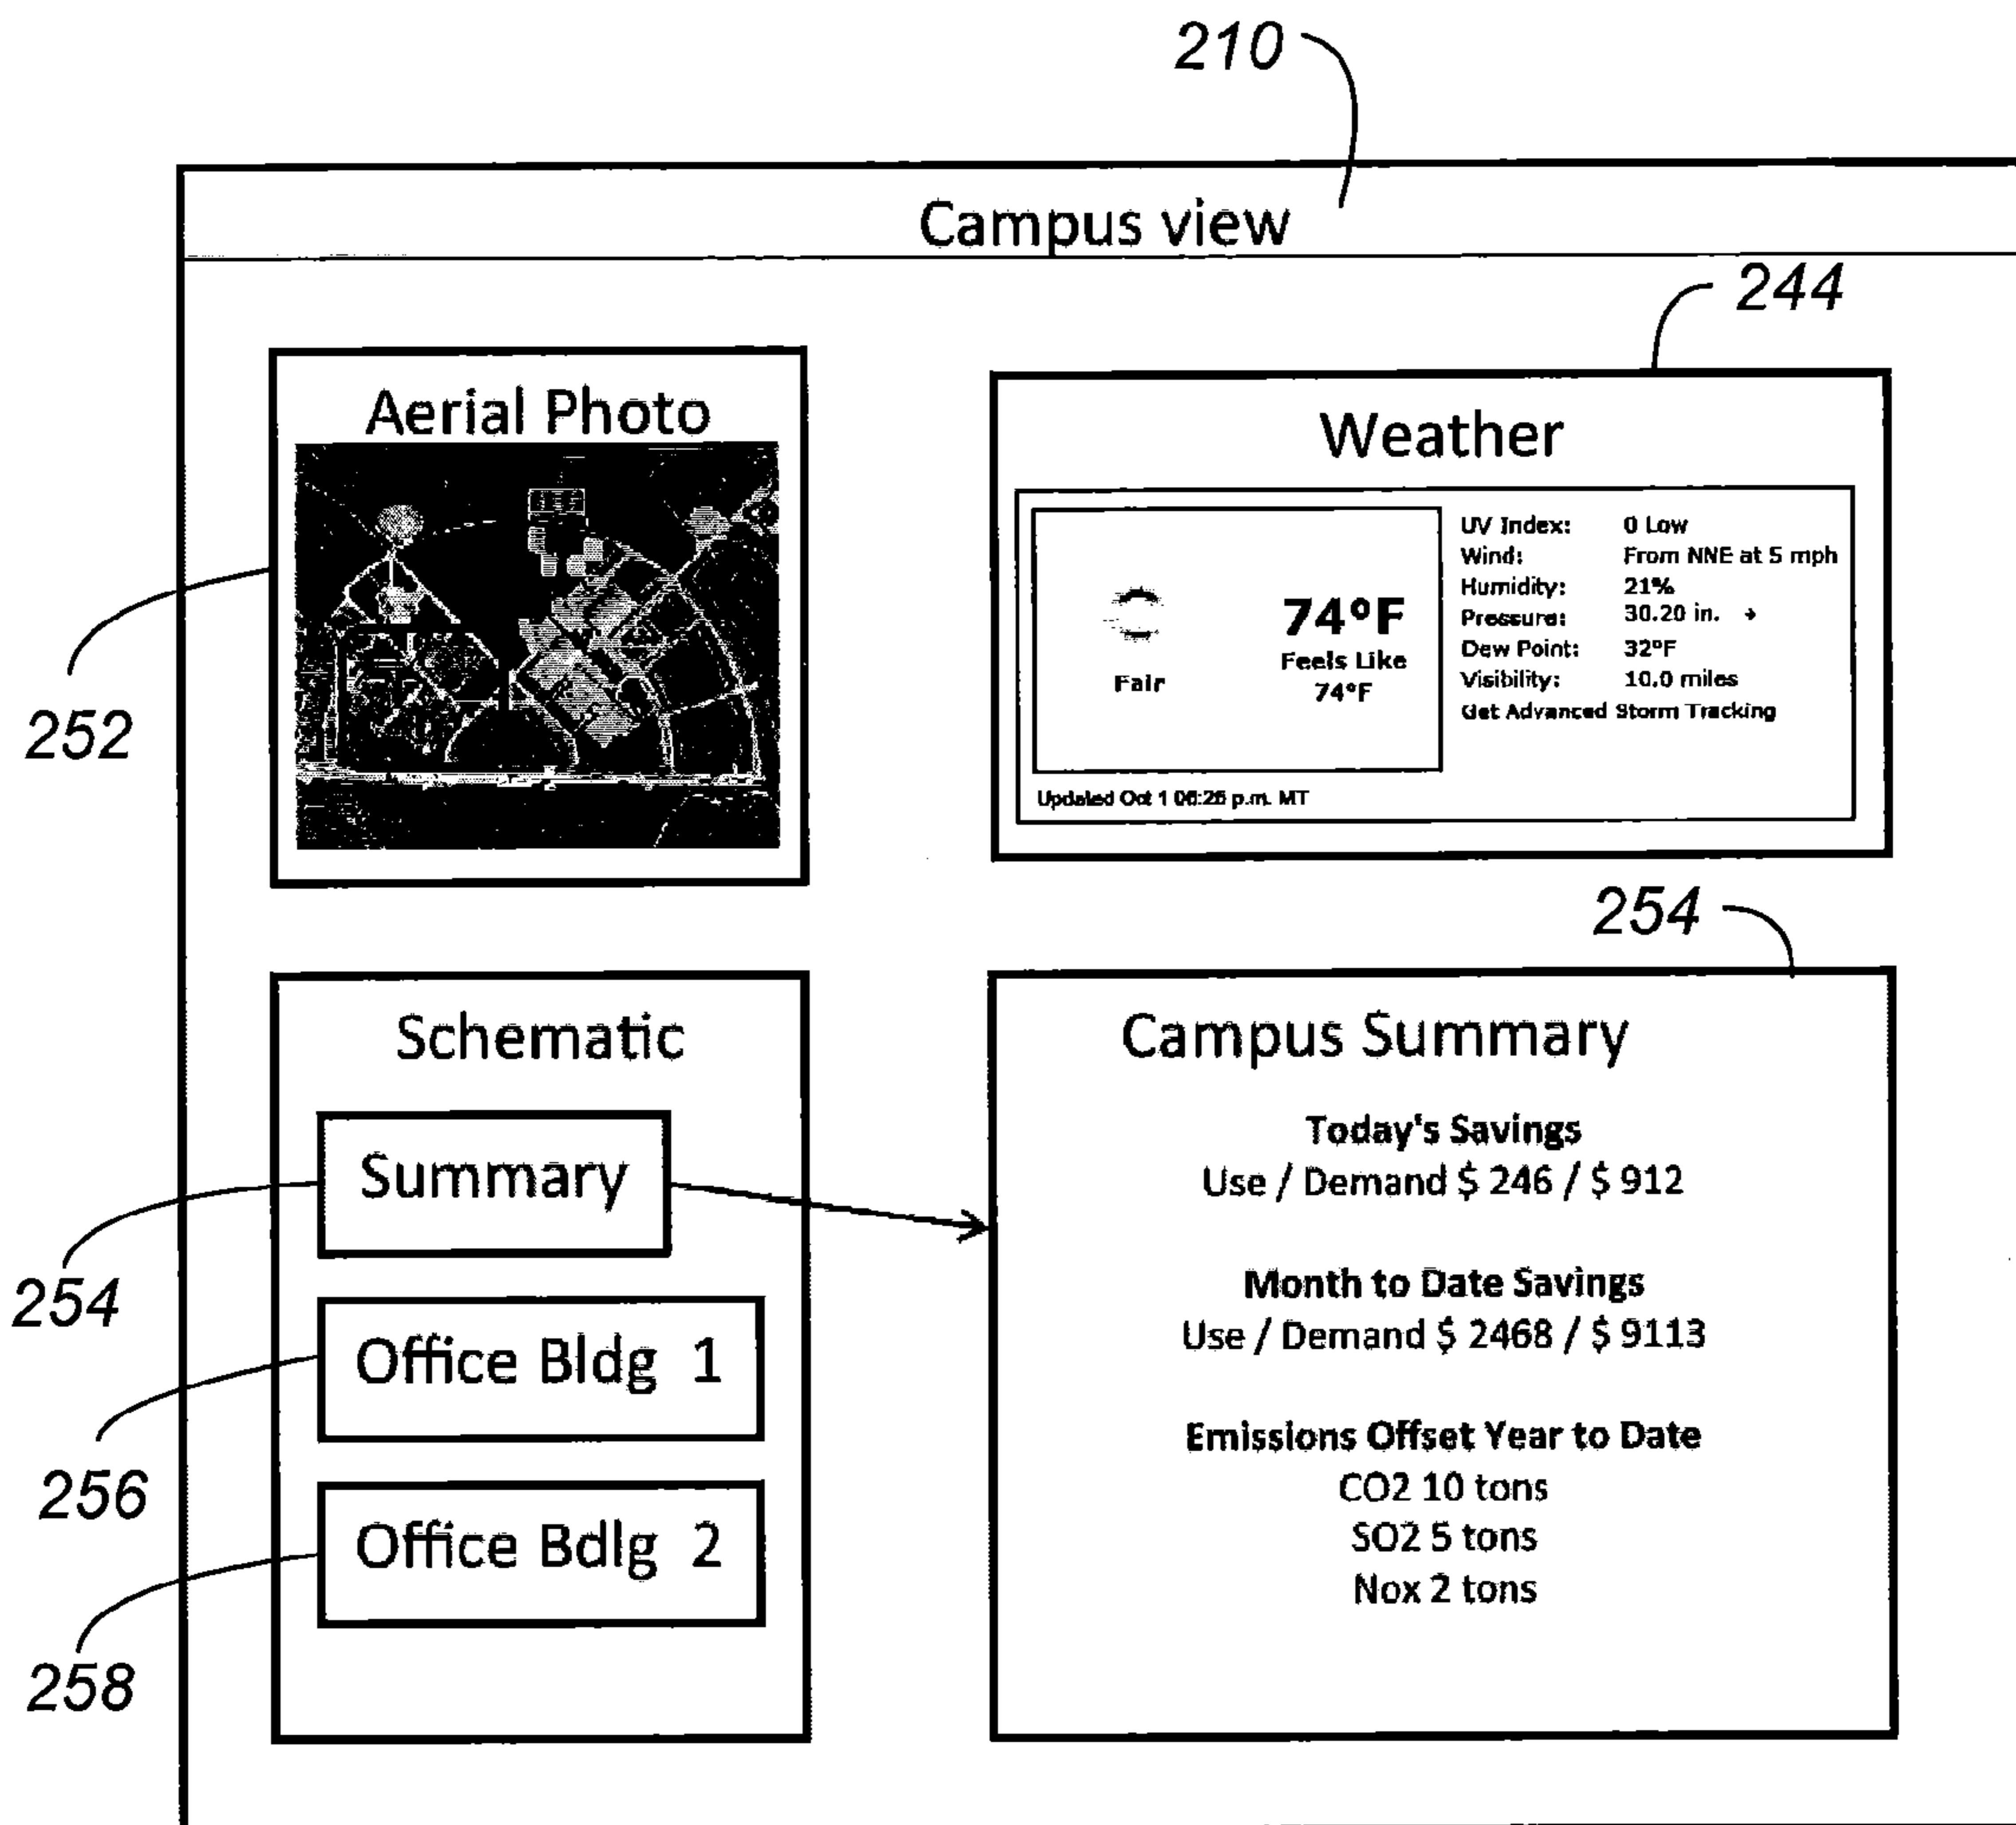 210
Campus view
244
Aerial Photo
252
Weather
Fair
74°F
Feels Like
74°F
UV Index: 0 Low
Wind: From NNE at 5 mph
Humidity: 21%
Pressure: 30.20 in.
Dew Point: 32°F
Visibility: 10.0 miles
Get Advanced Storm Tracking
Updated Oct 1 p.m. MT
Schematic
Summary
254
Office Bldg 1
256
Office Bdlg 2
258
254
Campus Summary
Today's Savings
Use / Demand $ 246 / $ 912
Month to Date Savings
Use / Demand $ 2468 / $ 9113
Emissions Offset Year to Date
CO2 10 tons
SO2 5 tons
Nox 2 tons